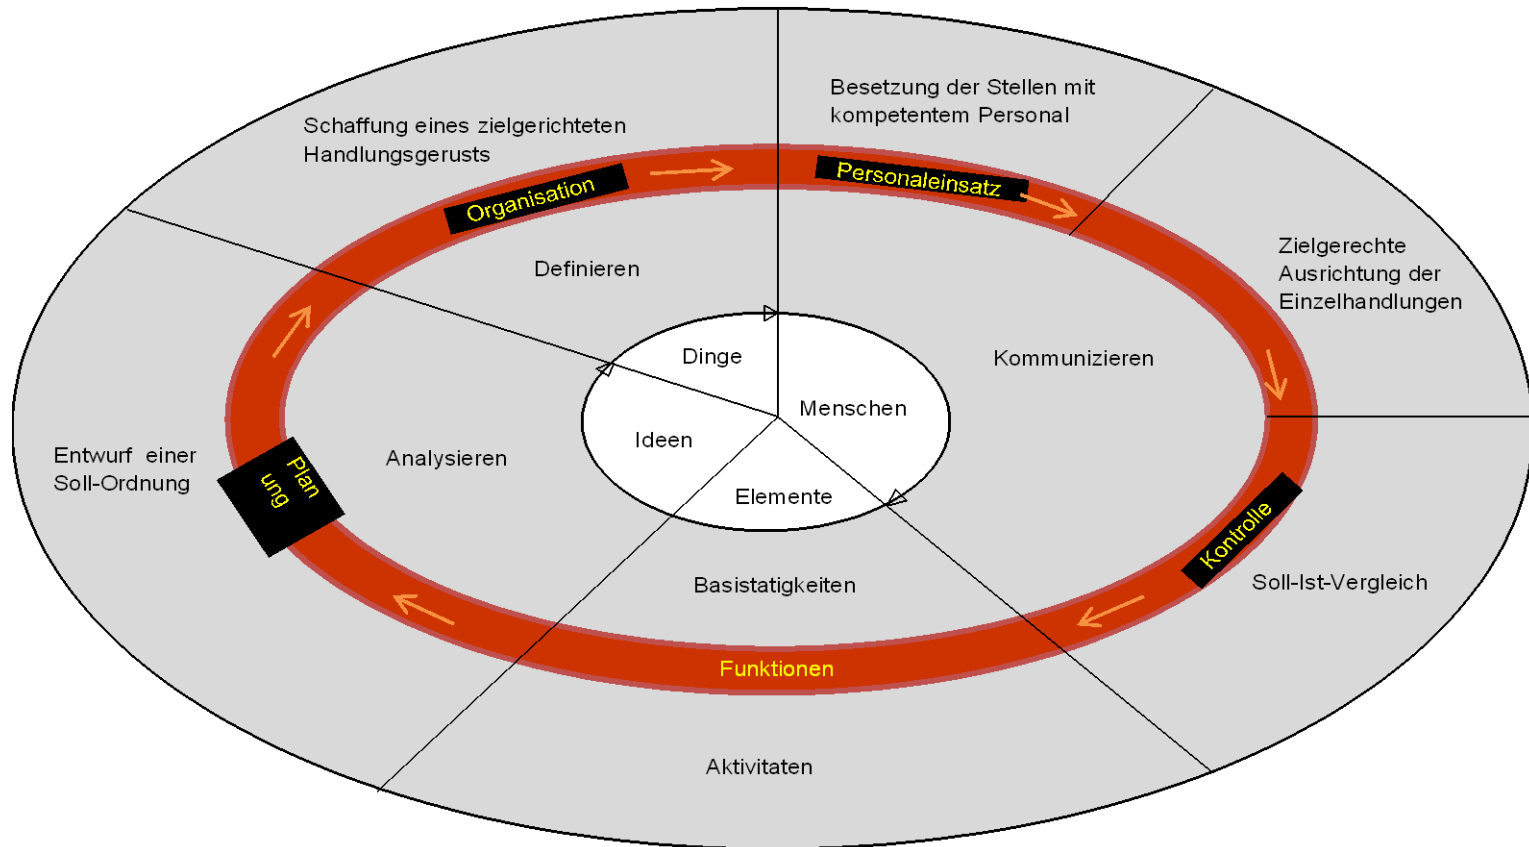 Besetzung der Stellen mit
kompetentem Personal
Schaffung eines zielgerichteten
Handlungsgerusts
Organisation
Personaleinsatz
Definieren
Zielgerechte
Ausrichtung der
Einzelhandlungen
Dinge
Kommunizieren
Menschen
Ideen
Entwurf einer
Soll-Ordnung
Plan
ung
Analysieren
Elemente
Kontrolle
Basistatigkeiten
Soll-Ist-Vergleich
Funktionen
Aktivitaten